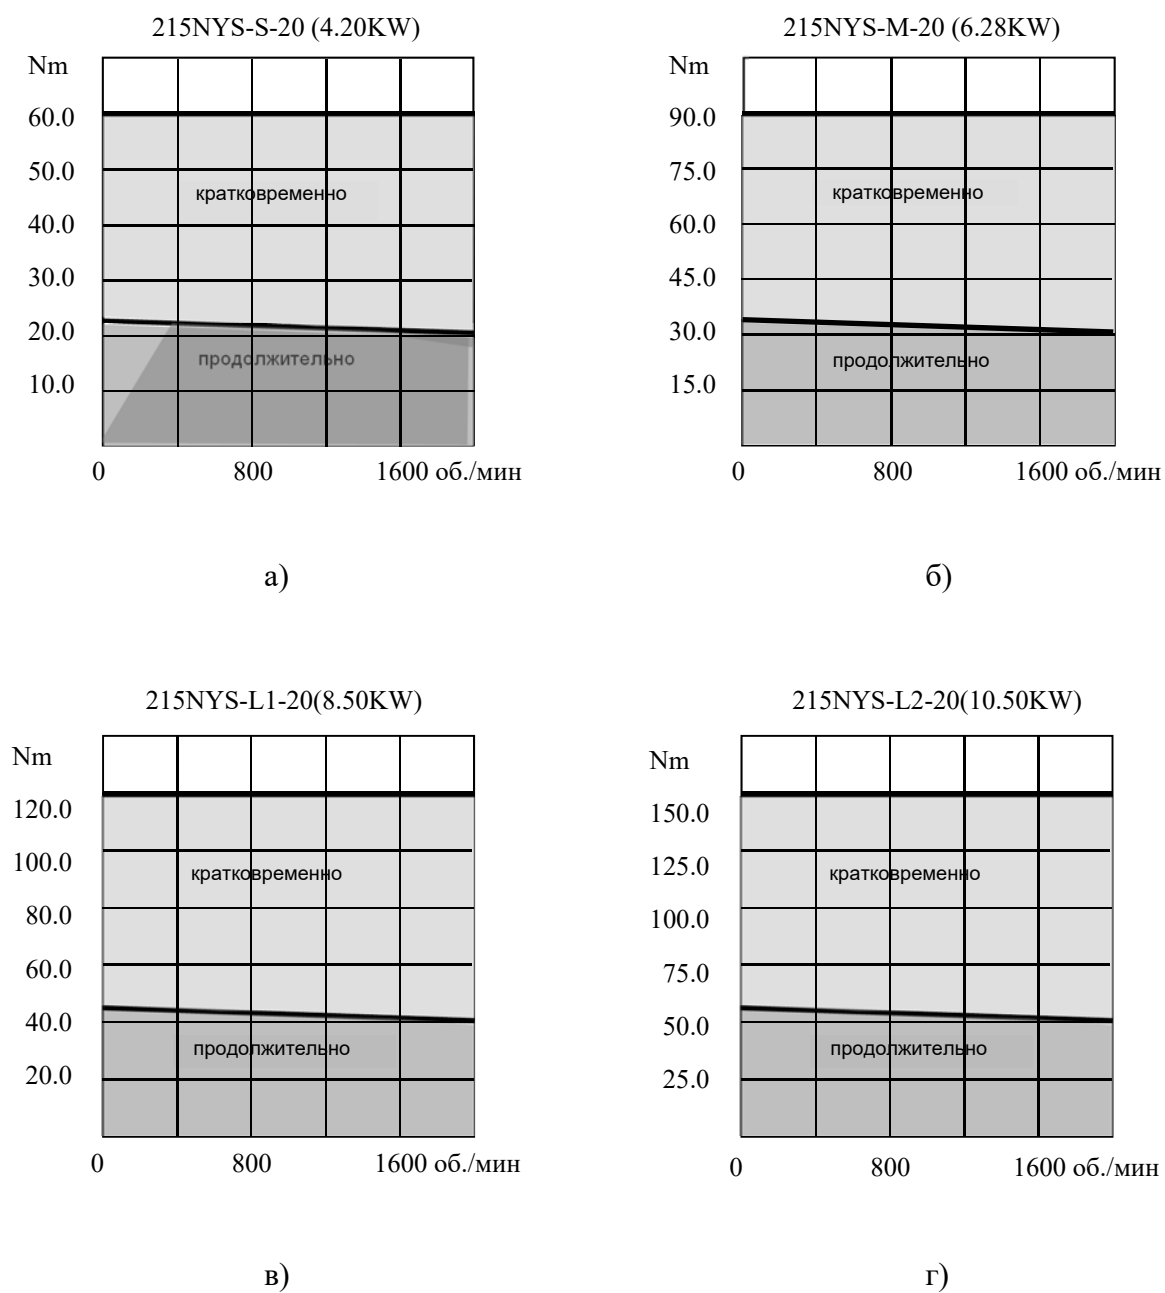 215NYS-S-20 (4.20KW)
Nm
60.0
50.0
кратковременно
40.0
30.0
20.0
продолжительно
10.0
0 800 1600 об./мин
а)
215NYS-M-20 (6.28KW)
Nm
90.0
75.0
кратковременно
60.0
45.0
30.0
продолжительно
15.0
0 800 1600 об./мин
б)
215NYS-L1-20(8.50KW)
Nm
120.0
100.0
кратковременно
80.0
60.0
40.0
продолжительно
20.0
0 800 1600 об./мин
в)
215NYS-L2-20(10.50KW)
Nm
150.0
125.0
кратковременно
100.0
75.0
50.0
продолжительно
25.0
0 800 1600 об./мин
г)